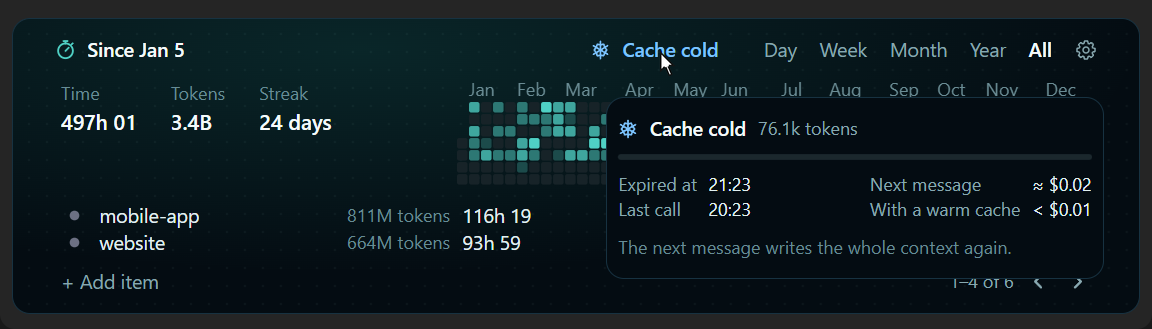 Since Jan 5
Cache cold
Day Week Month Year All
Time Tokens Streak
497h 01 3.4B 24 days
Jan Feb Mar Apr May Jun Jul Aug Sep Oct Nov Dec
Cache cold 76.1k tokens
Expired at 21:23 Next message ≈ $0.02
Last call 20:23 With a warm cache < $0.01
The next message writes the whole context again.
mobile-app 811M tokens 116h 19
website 664M tokens 93h 59
+ Add item
1–4 of 6